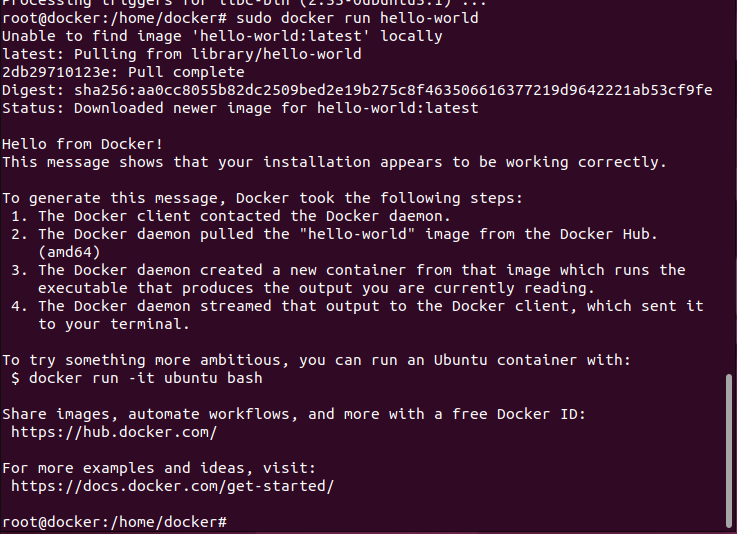 Processing triggers for libc-bin (2.35-0ubuntu3.1) ...
root@docker:/home/docker# sudo docker run hello-world
Unable to find image 'hello-world:latest' locally
latest: Pulling from library/hello-world
2db29710123e: Pull complete
Digest: sha256:aa0cc8055b82dc2509bed2e19b275c8f463506616377219d9642221ab53cf9fe
Status: Downloaded newer image for hello-world:latest

Hello from Docker!
This message shows that your installation appears to be working correctly.

To generate this message, Docker took the following steps:
 1. The Docker client contacted the Docker daemon.
 2. The Docker daemon pulled the "hello-world" image from the Docker Hub.
    (amd64)
 3. The Docker daemon created a new container from that image which runs the
    executable that produces the output you are currently reading.
 4. The Docker daemon streamed that output to the Docker client, which sent it
    to your terminal.

To try something more ambitious, you can run an Ubuntu container with:
 $ docker run -it ubuntu bash

Share images, automate workflows, and more with a free Docker ID:
 https://hub.docker.com/

For more examples and ideas, visit:
 https://docs.docker.com/get-started/

root@docker:/home/docker#